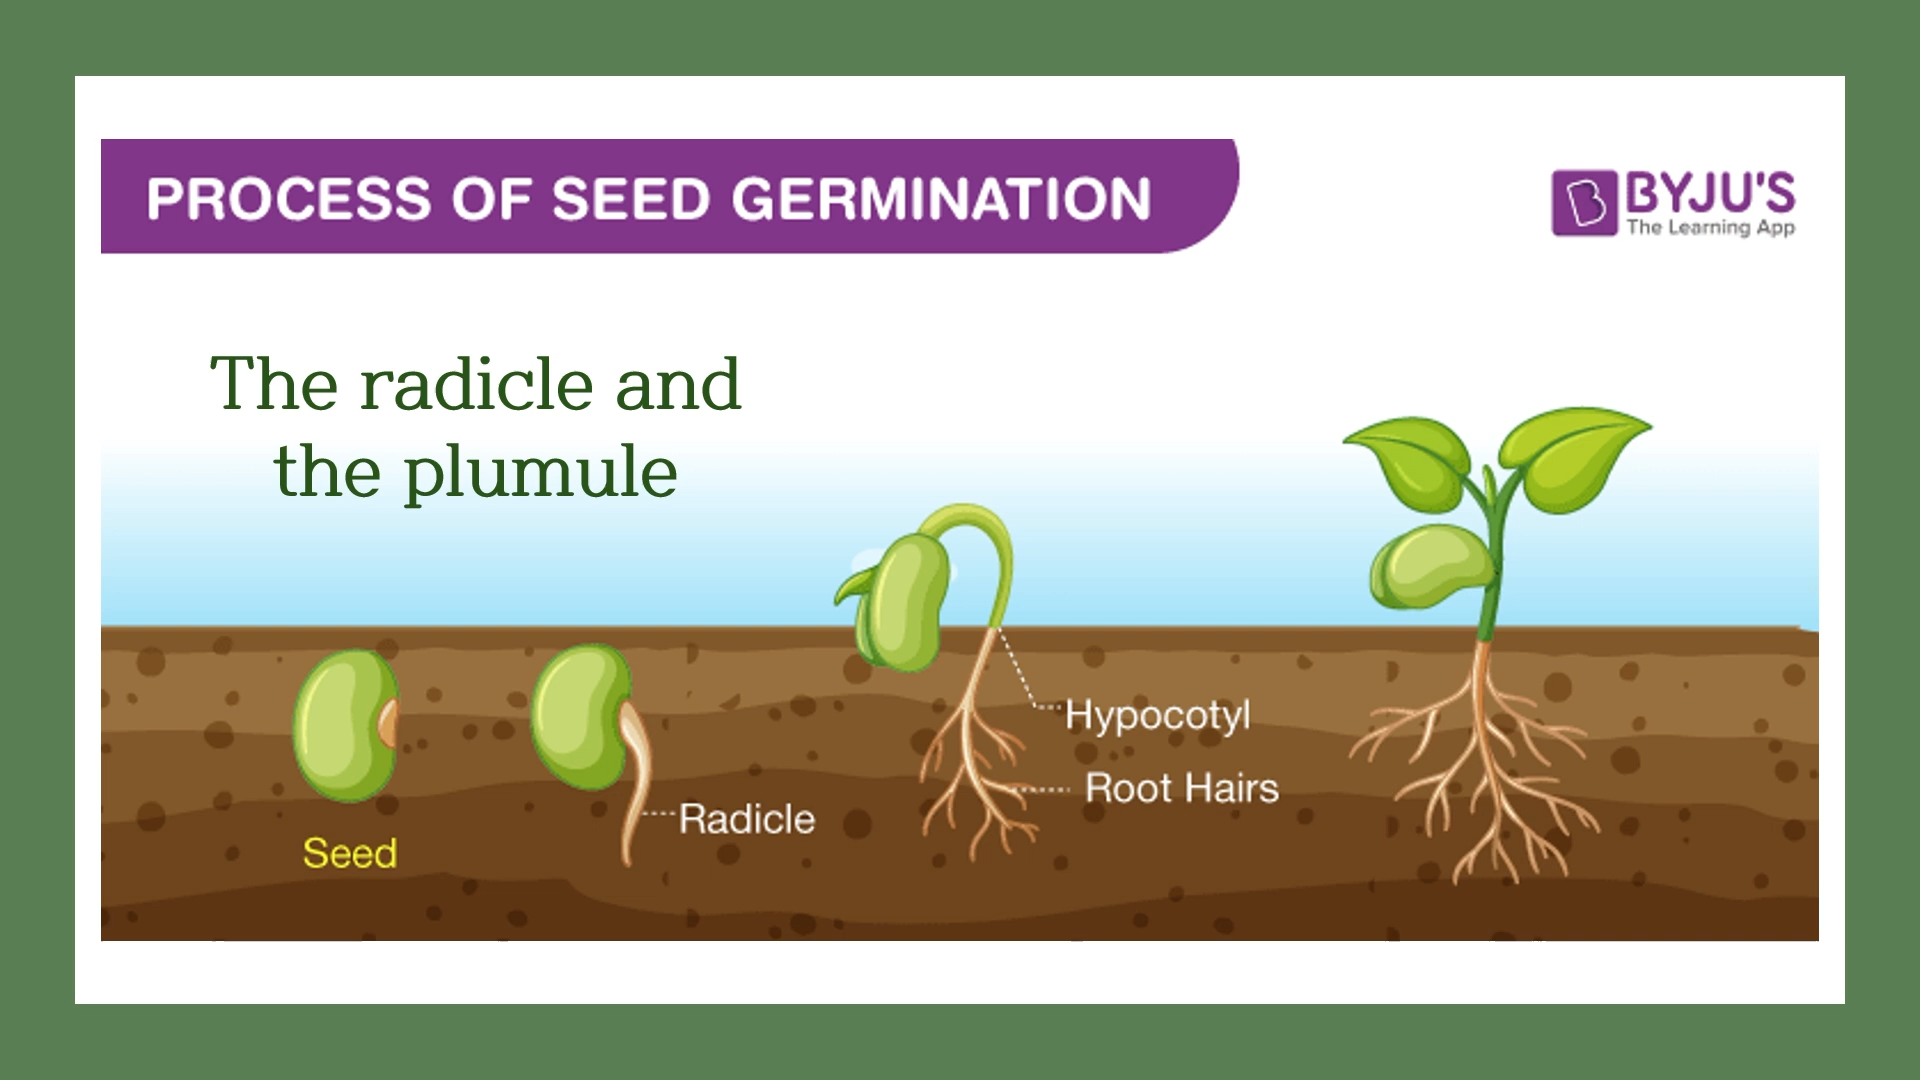 PROCESS OF SEED GERMINATION
BYJU'S
The Learning App
The radicle and
the plumule
Hypocotyl
Root Hairs
Radicle
Seed